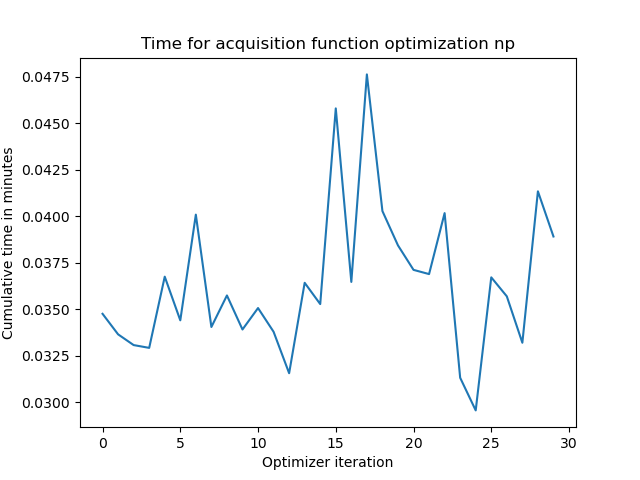 Time for acquisition function optimization np
Cumulative time in minutes
0.0475
0.0450
0.0425
0.0400
0.0375
0.0350
0.0325
0.0300
0 5 10 15 20 25 30
Optimizer iteration